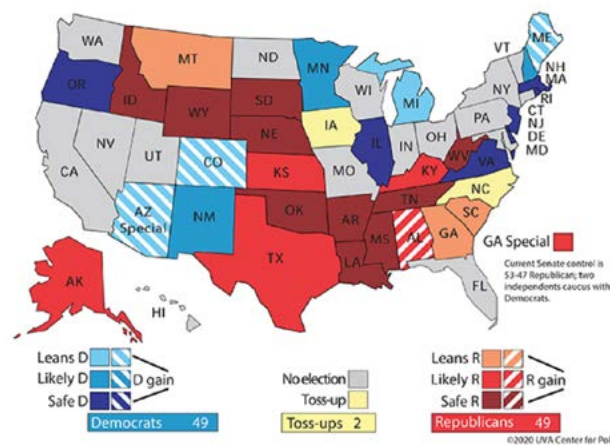 WA
MT
ND
MN
ME
VT
NH
MA
OR
ID
WY
SD
WI
MI
NY
RI
CT
NJ
DE
MD
NV
UT
CO
NE
IA
IL
IN
OH
PA
CA
KS
MO
KY
WV
VA
AZ
Special
NM
OK
AR
TN
NC
SC
TX
LA
MS
AL
GA
FL
AK
HI
GA Special
Current Senate control is
53-47 Republican; two
independents caucus with
Democrats.
Leans D
Likely D
D gain
Safe D
Democrats 49
No election
Toss-up
Toss-ups 2
Leans R
Likely R
R gain
Safe R
Republicans 49
©2020 UVA Center for